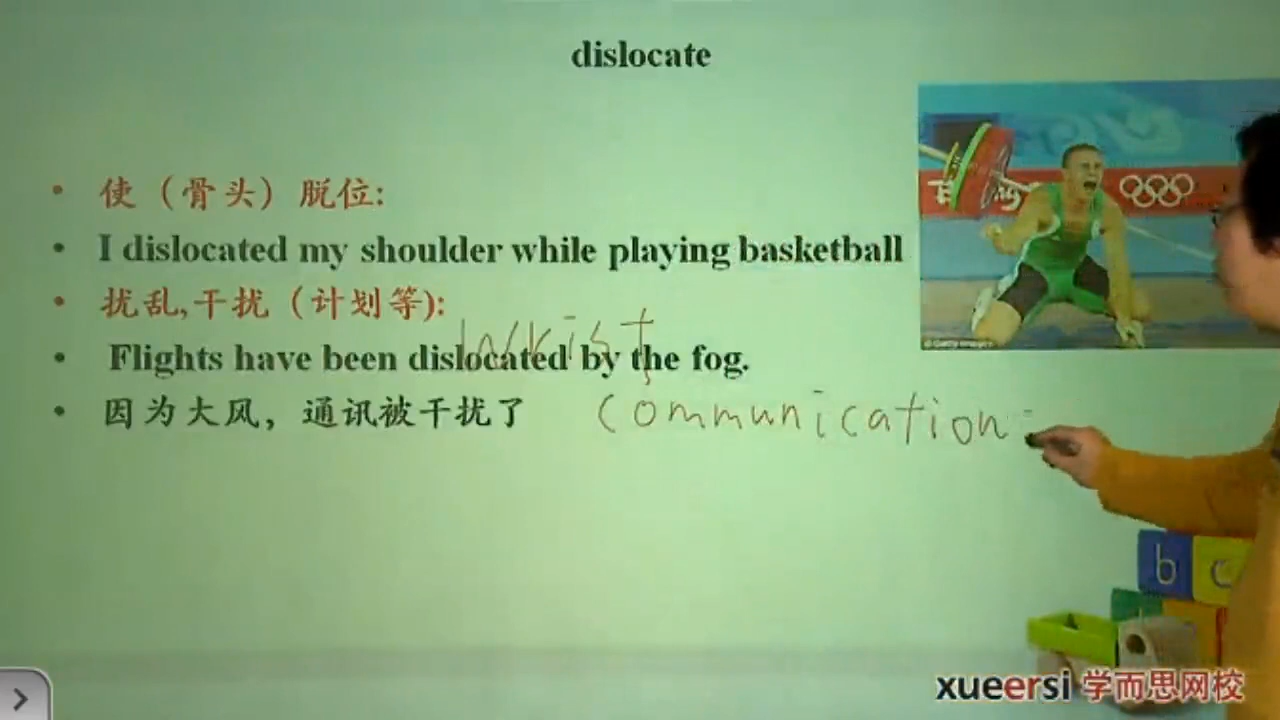 dislocate
使（骨头）脱位:
I dislocated my shoulder while playing basketball
扰乱,干扰（计划等):
Flights have been dislocated by the fog.
因为大风，通讯被干扰了
communication
b
c
xueersi 学而思网校